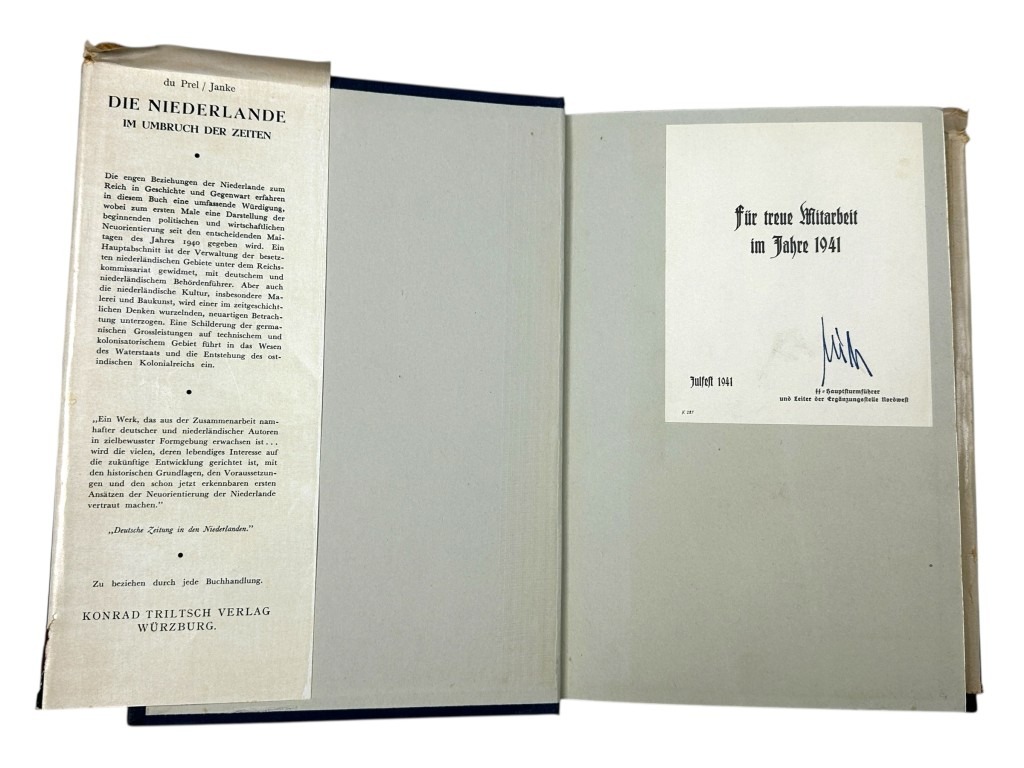 du Prel / Janke
DIE NIEDERLANDE
IM UMBRUCH DER ZEITEN
•
Die engen Beziehungen der Niederlande zum
Reich in Geschichte und Gegenwart erfahren
in diesem Buch eine umfassende Würdigung,
wobei zum ersten Male eine Darstellung der
beginnenden politischen und wirtschaftlichen
Neuorientierung seit den entscheidenden Mai-
tagen des Jahres 1940 gegeben wird. Ein
Hauptabschnitt ist der Verwaltung der besetz-
ten niederländischen Gebiete unter dem Reichs-
kommissariat gewidmet, mit deutschem und
niederländischem Behördenführer. Aber auch
die niederländische Kultur, insbesondere Ma-
lerei und Baukunst, wird einer im zeitgeschicht-
lichen Denken wurzelnden, neuartigen Betrach-
tung unterzogen. Eine Schilderung der germa-
nischen Grossleistungen auf technischem und
kolonisatorischem Gebiet führt in das Wesen
des Waterstaats und die Entstehung des ost-
indischen Kolonialreichs ein.
•
„Ein Werk, das aus der Zusammenarbeit nam-
hafter deutscher und niederländischer Autoren
in zielbewusster Formgebung erwachsen ist . . .
wird die vielen, deren lebendiges Interesse auf
die zukünftige Entwicklung gerichtet ist, mit
den historischen Grundlagen, den Voraussetzun-
gen und den schon jetzt erkennbaren ersten
Ansätzen der Neuorientierung der Niederlande
vertraut machen."
„Deutsche Zeitung in den Niederlanden."
•
Zu beziehen durch jede Buchhandlung.
KONRAD TRILTSCH VERLAG
WÜRZBURG.
Für treue Mitarbeit
im Jahre 1941
Julfest 1941
ᛋᛋ-Hauptsturmführer
und Leiter der Ergänzungsstelle Nordwest